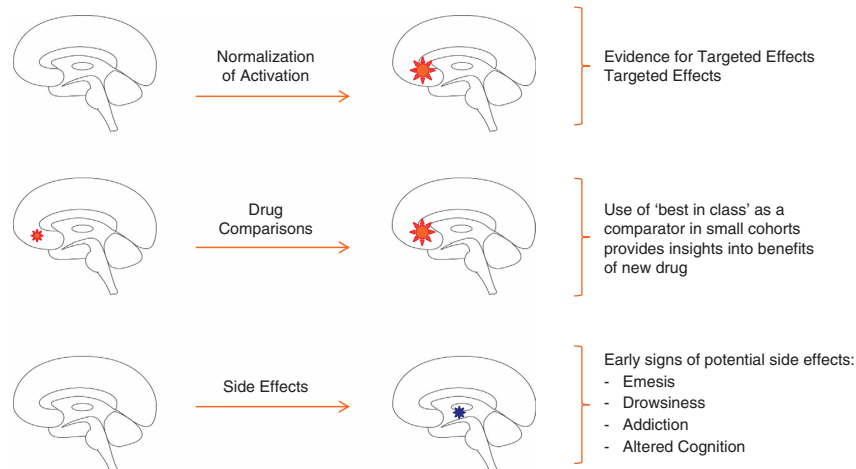 Normalization
of Activation
Evidence for Targeted Effects
Targeted Effects
Drug
Comparisons
Use of ‘best in class’ as a
comparator in small cohorts
provides insights into benefits
of new drug
Side Effects
Early signs of potential side effects:
- Emesis
- Drowsiness
- Addiction
- Altered Cognition